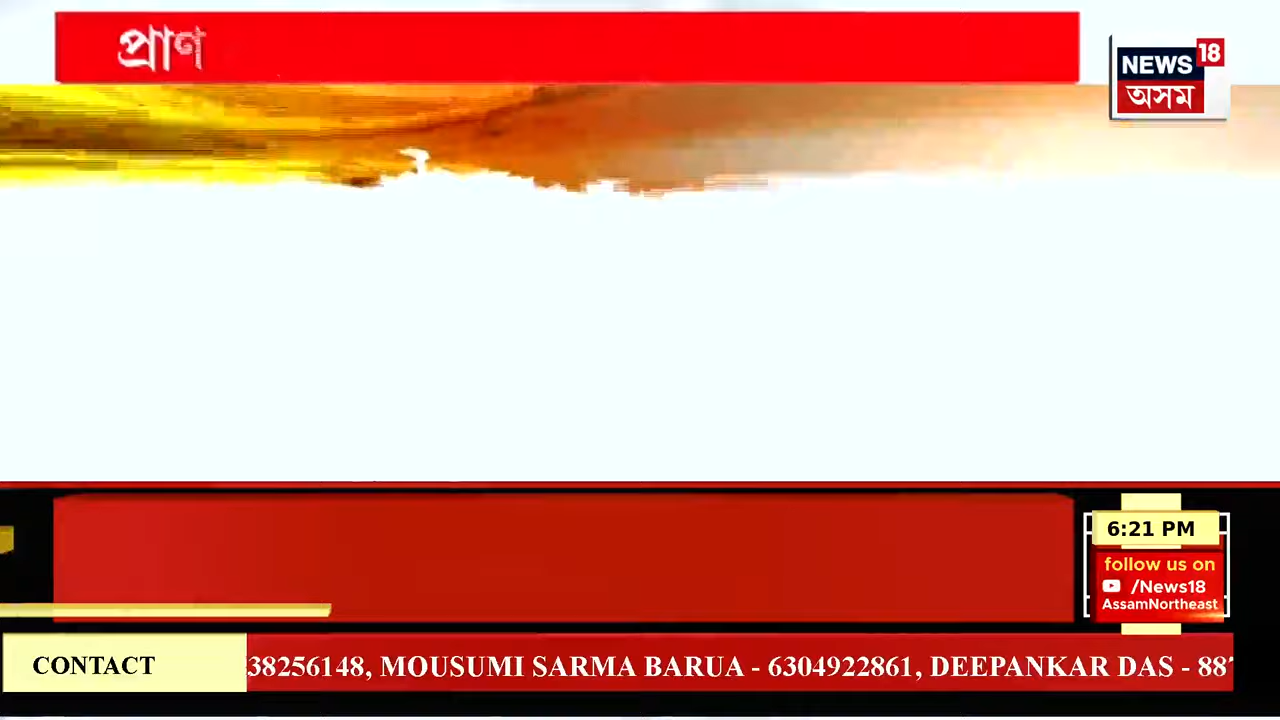 প্ৰাণ
NEWS 18
অসম
6:21 PM
follow us on
/News18
AssamNortheast
CONTACT
38256148, MOUSUMI SARMA BARUA - 6304922861, DEEPANKAR DAS - 88